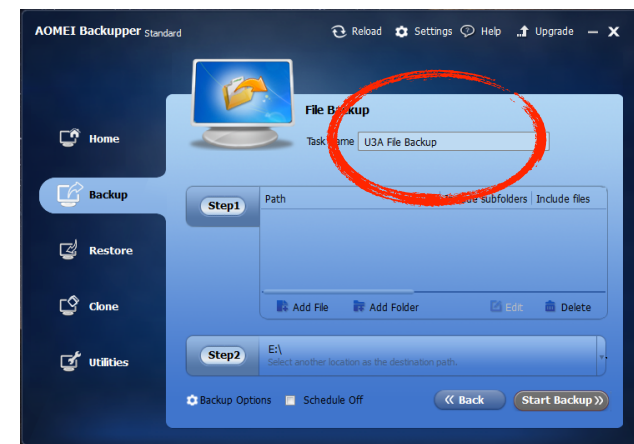 AOMEI Backupper Standard Reload Settings Help Upgrade
File Backup
Task Name U3A File Backup
Home
Backup
Restore
Clone
Utilities
Step1
Path subfolders Include files
Add File Add Folder Edit Delete
Step2
E:\
Select another location as the destination path.
Backup Options Schedule Off Back Start Backup